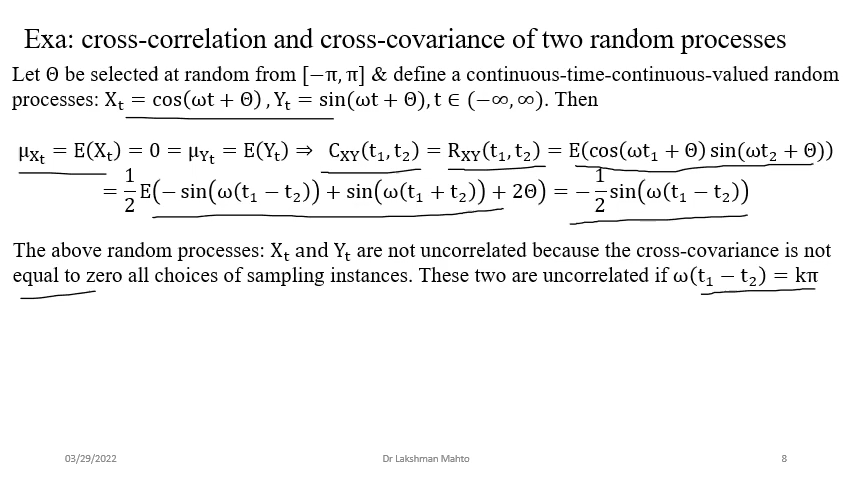 Exa: cross-correlation and cross-covariance of two random processes
Let Θ be selected at random from [−π, π] & define a continuous-time-continuous-valued random
processes: Xₜ = cos(ωt + Θ) , Yₜ = sin(ωt + Θ), t ∈ (−∞, ∞). Then
μ_Xₜ = E(Xₜ) = 0 = μ_Yₜ = E(Yₜ) ⇒ C_XY(t₁, t₂) = R_XY(t₁, t₂) = E(cos(ωt₁ + Θ) sin(ωt₂ + Θ))
= 1/2 E(− sin(ω(t₁ − t₂)) + sin(ω(t₁ + t₂)) + 2Θ) = − 1/2 sin(ω(t₁ − t₂))
The above random processes: Xₜ and Yₜ are not uncorrelated because the cross-covariance is not
equal to zero all choices of sampling instances. These two are uncorrelated if ω(t₁ − t₂) = kπ
03/29/2022 Dr Lakshman Mahto 8